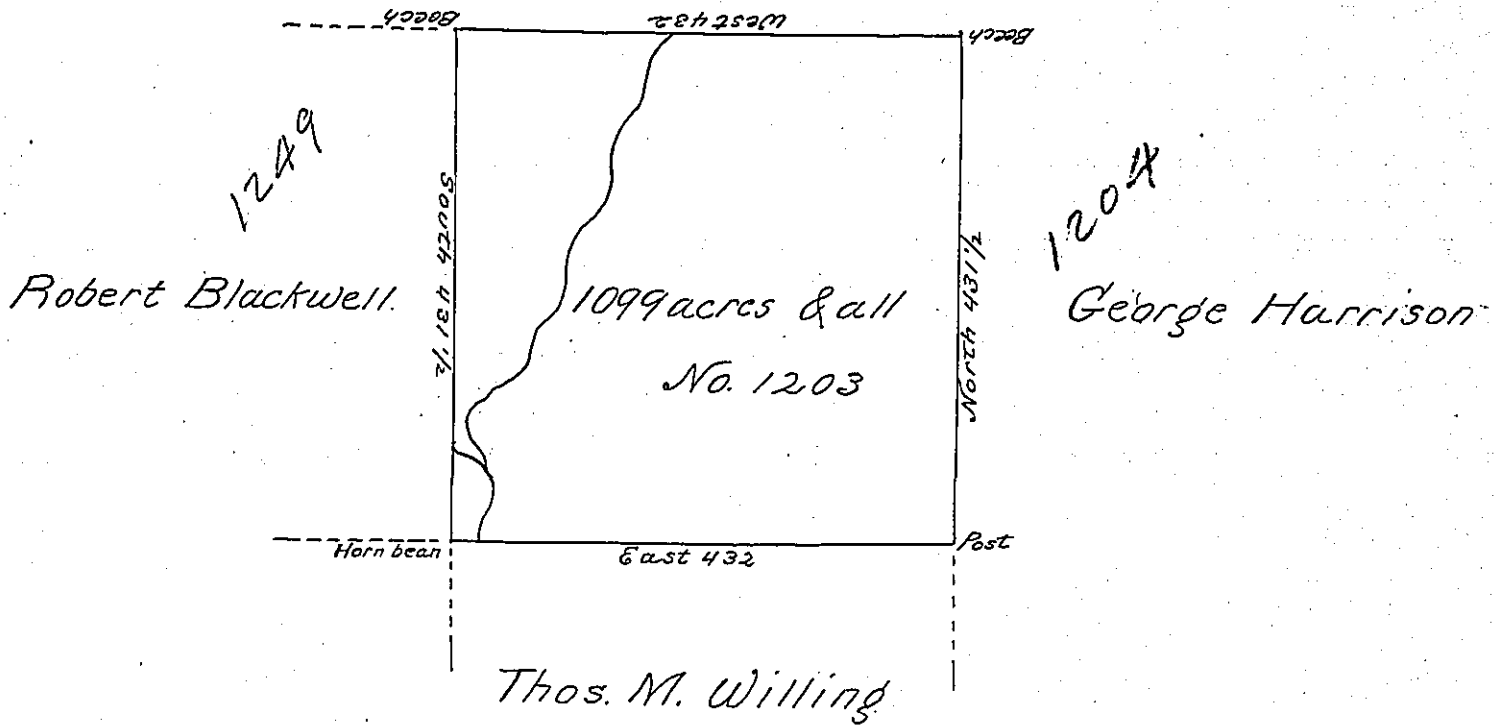 Beech
West 432
Beech
1249
1204
South 431 1/2
North 431 1/2
Robert Blackwell.
1099 acres & all
George Harrison
No. 1203
Horn bean
East 432
Post
Thos. M. Willing